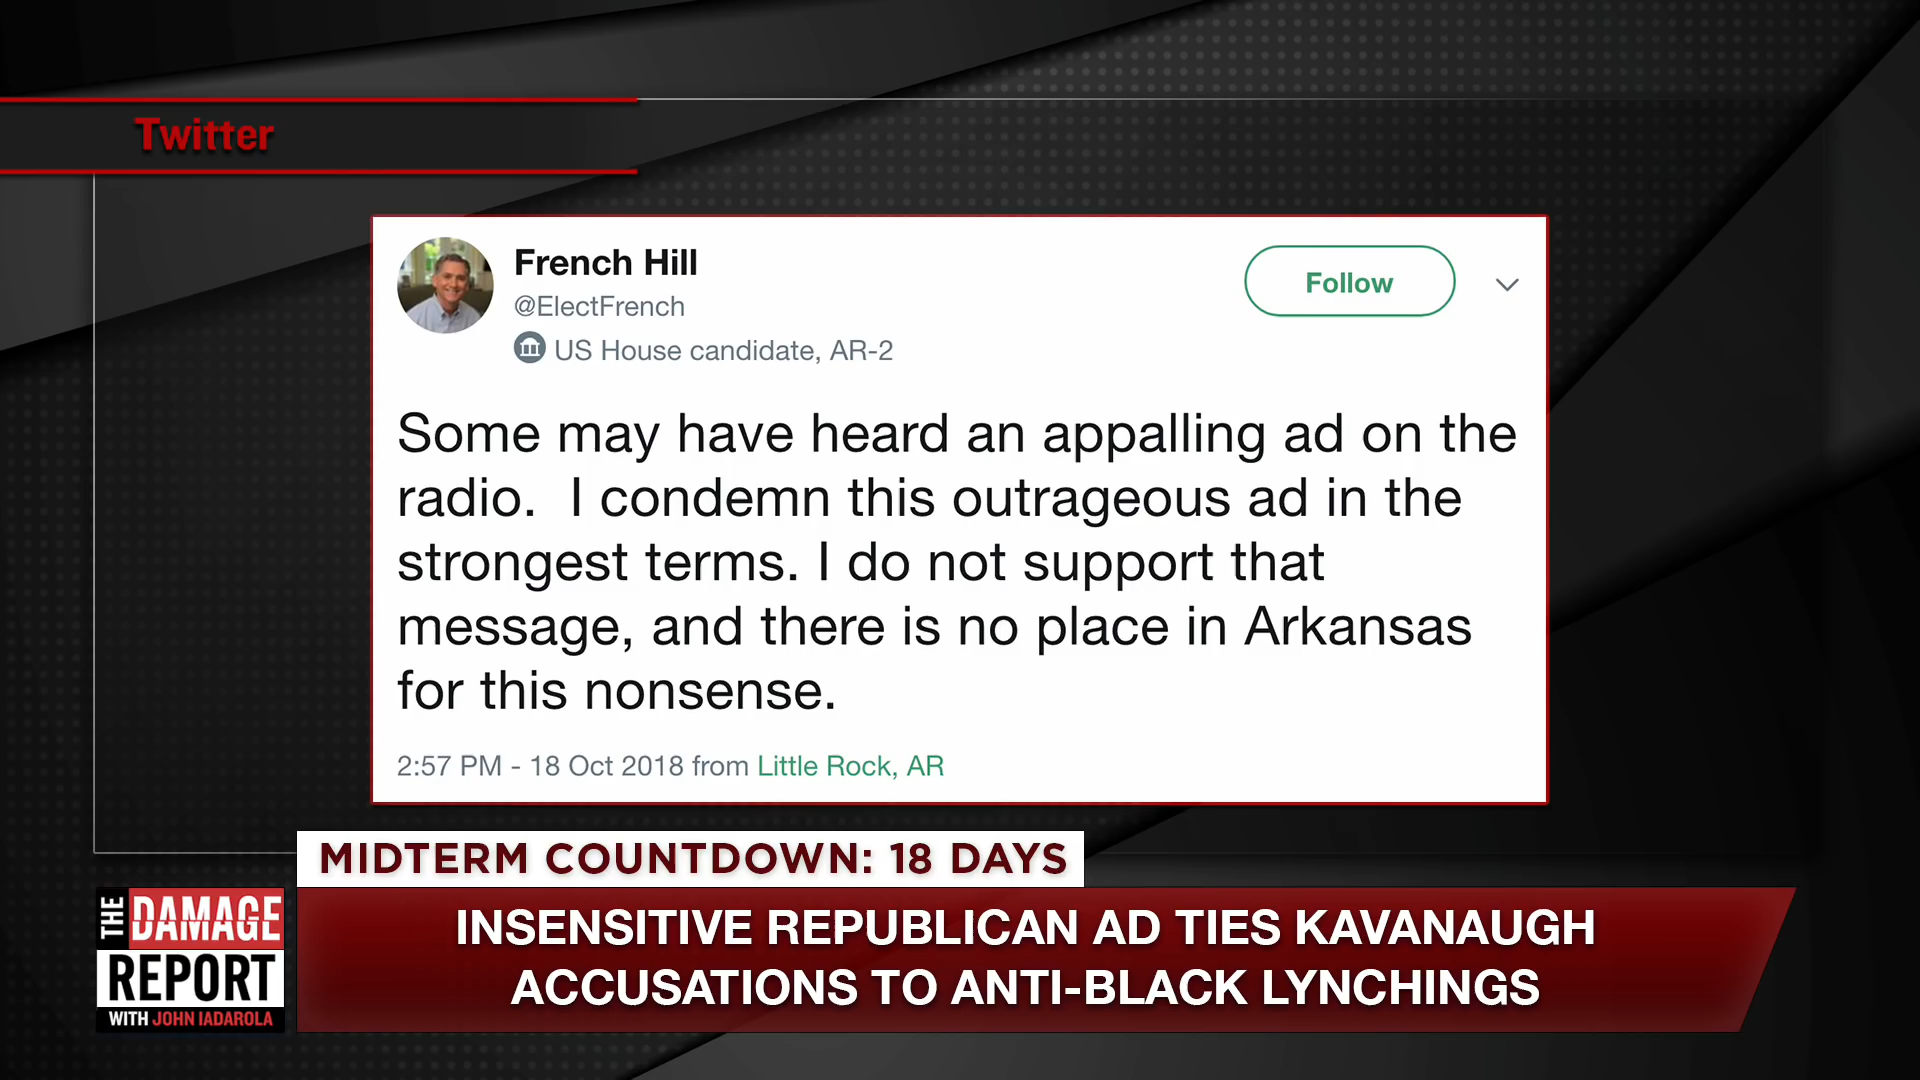 Twitter
French Hill
@ElectFrench
US House candidate, AR-2
Follow
Some may have heard an appalling ad on the
radio.  I condemn this outrageous ad in the
strongest terms. I do not support that
message, and there is no place in Arkansas
for this nonsense.
2:57 PM - 18 Oct 2018 from Little Rock, AR
MIDTERM COUNTDOWN: 18 DAYS
THE DAMAGE
REPORT
WITH JOHN IADAROLA
INSENSITIVE REPUBLICAN AD TIES KAVANAUGH
ACCUSATIONS TO ANTI-BLACK LYNCHINGS